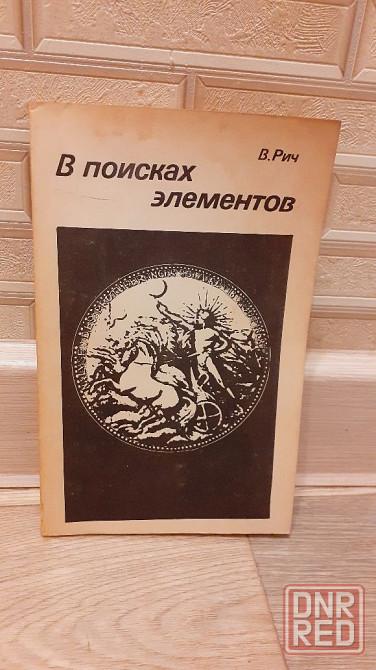 В. Рич
В поисках
элементов
DNR
RED